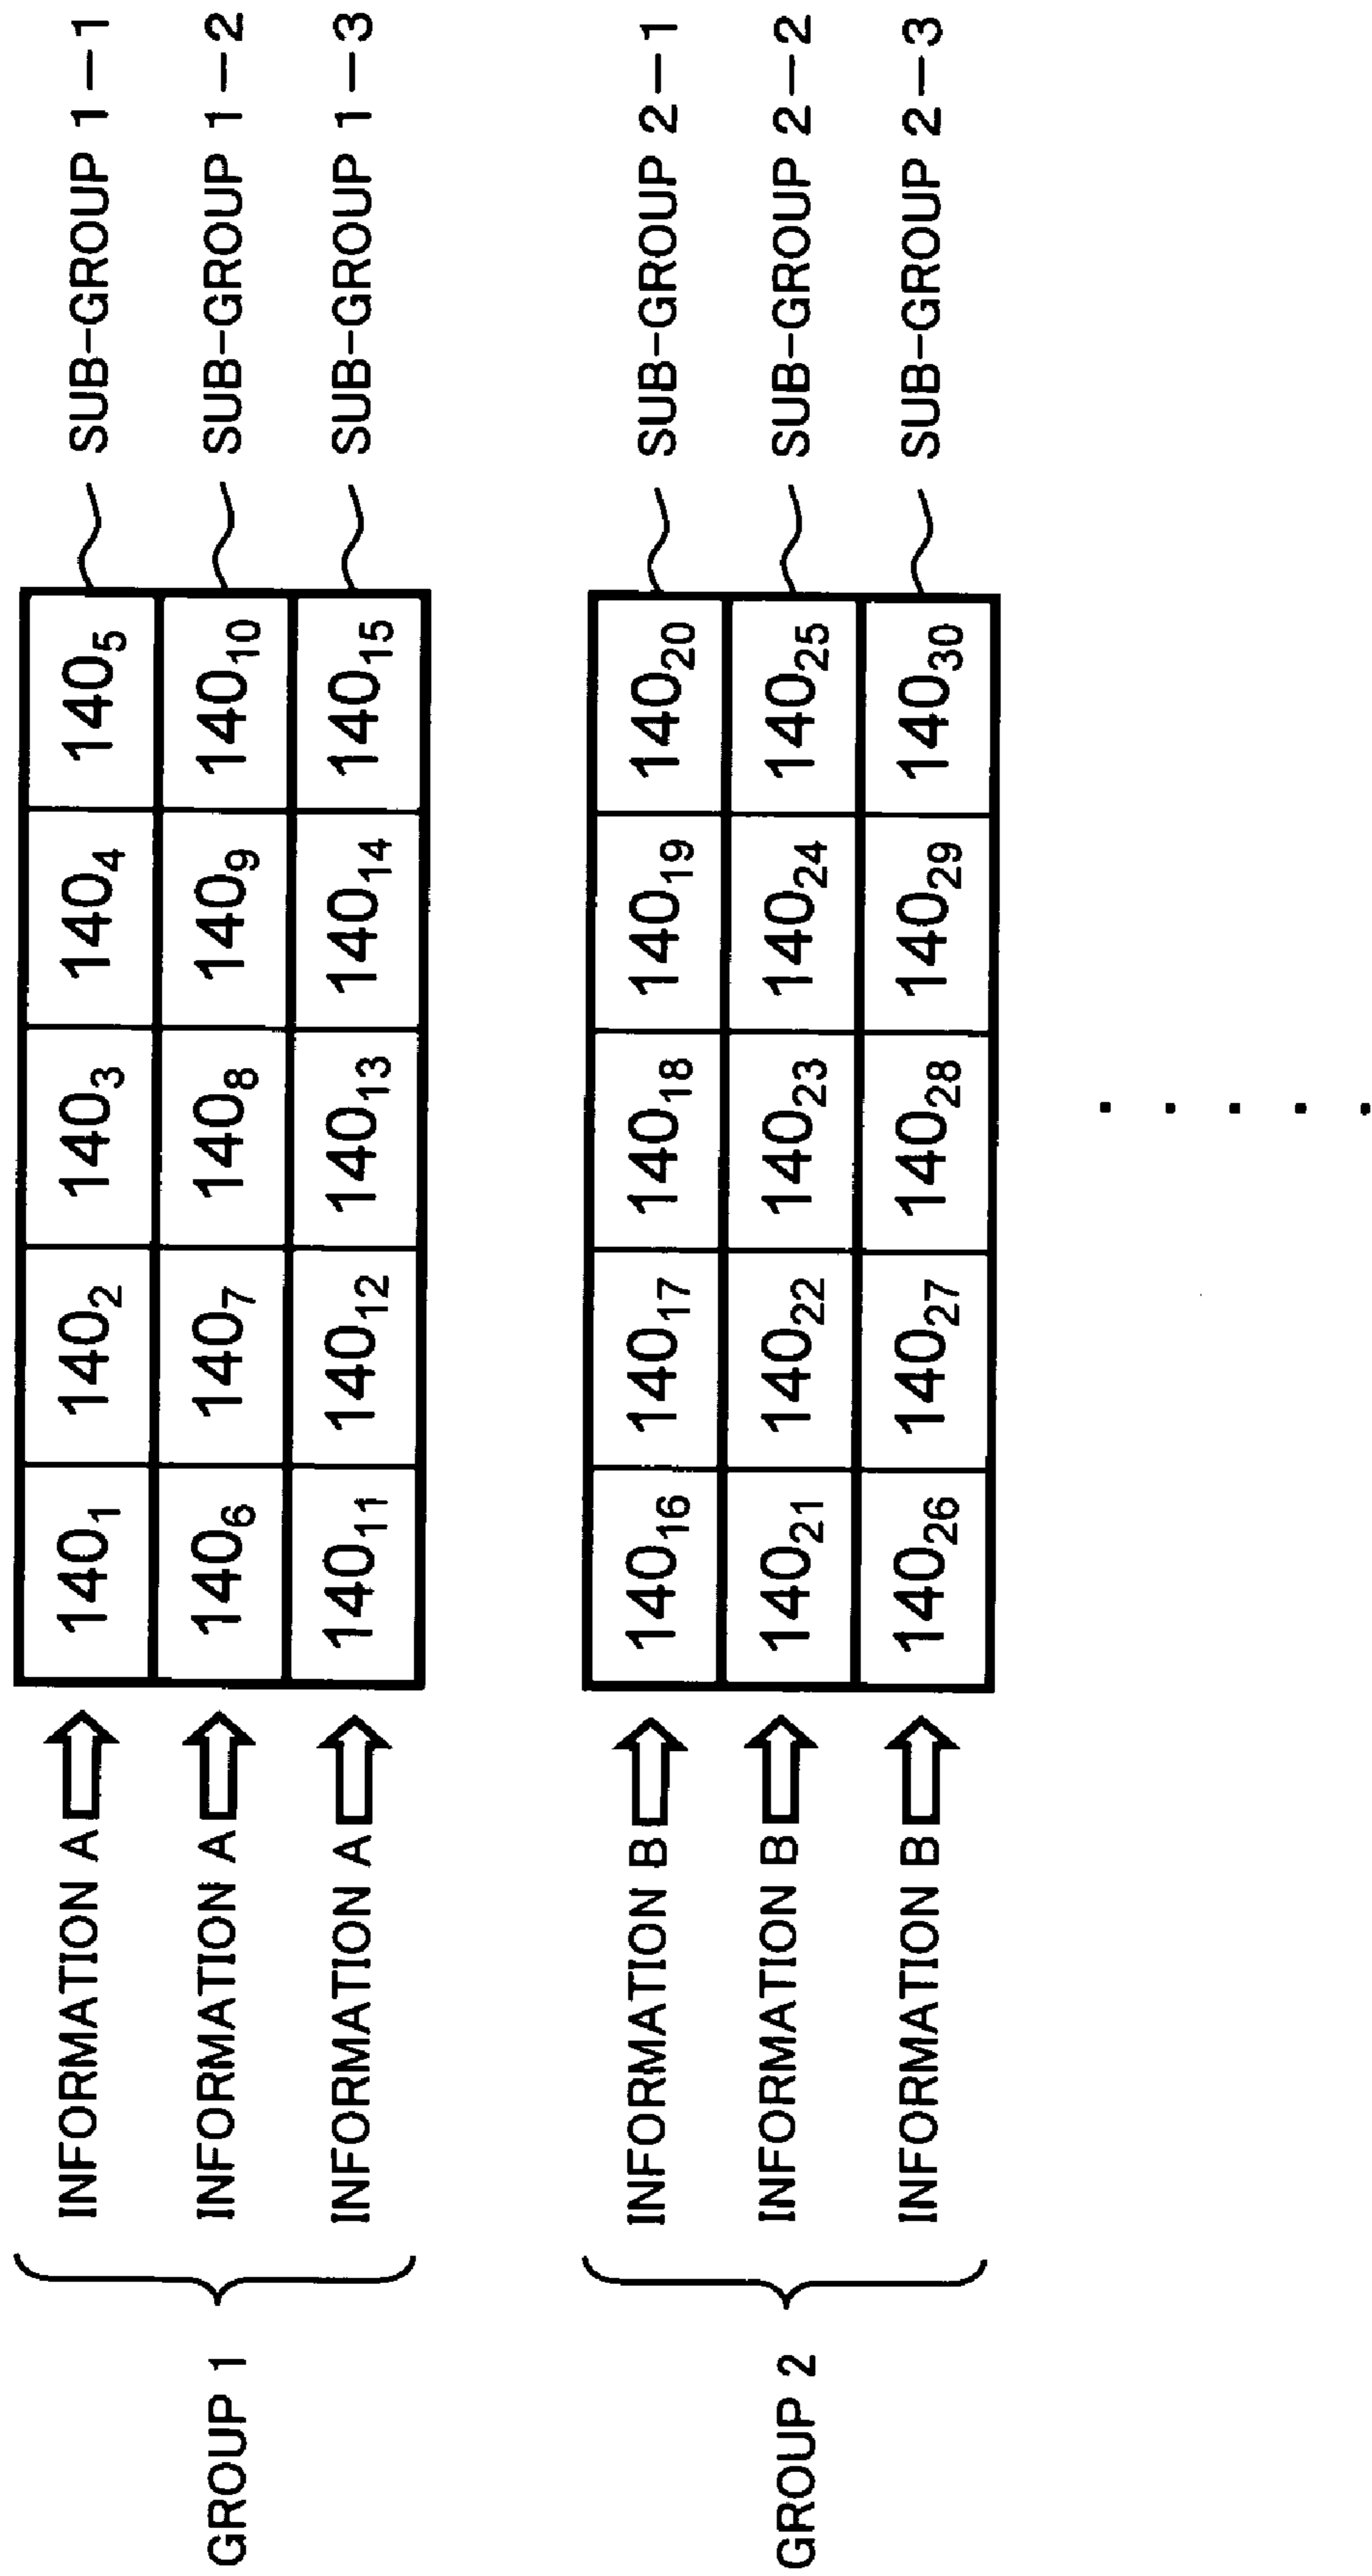 GROUP 1
INFORMATION A 140₁ 140₂ 140₃ 140₄ 140₅ SUB-GROUP 1-1
INFORMATION A 140₆ 140₇ 140₈ 140₉ 140₁₀ SUB-GROUP 1-2
INFORMATION A 140₁₁ 140₁₂ 140₁₃ 140₁₄ 140₁₅ SUB-GROUP 1-3
GROUP 2
INFORMATION B 140₁₆ 140₁₇ 140₁₈ 140₁₉ 140₂₀ SUB-GROUP 2-1
INFORMATION B 140₂₁ 140₂₂ 140₂₃ 140₂₄ 140₂₅ SUB-GROUP 2-2
INFORMATION B 140₂₆ 140₂₇ 140₂₈ 140₂₉ 140₃₀ SUB-GROUP 2-3